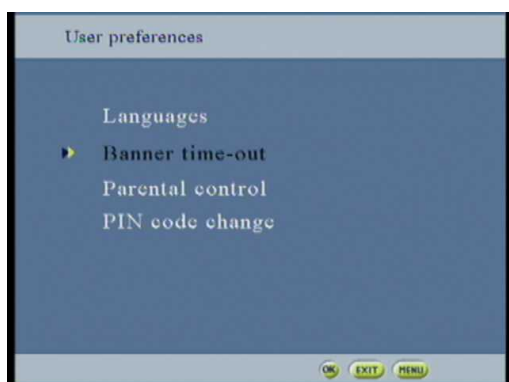 User preferences
Languages
Banner time-out
Parental control
PIN code change
OK EXIT MENU